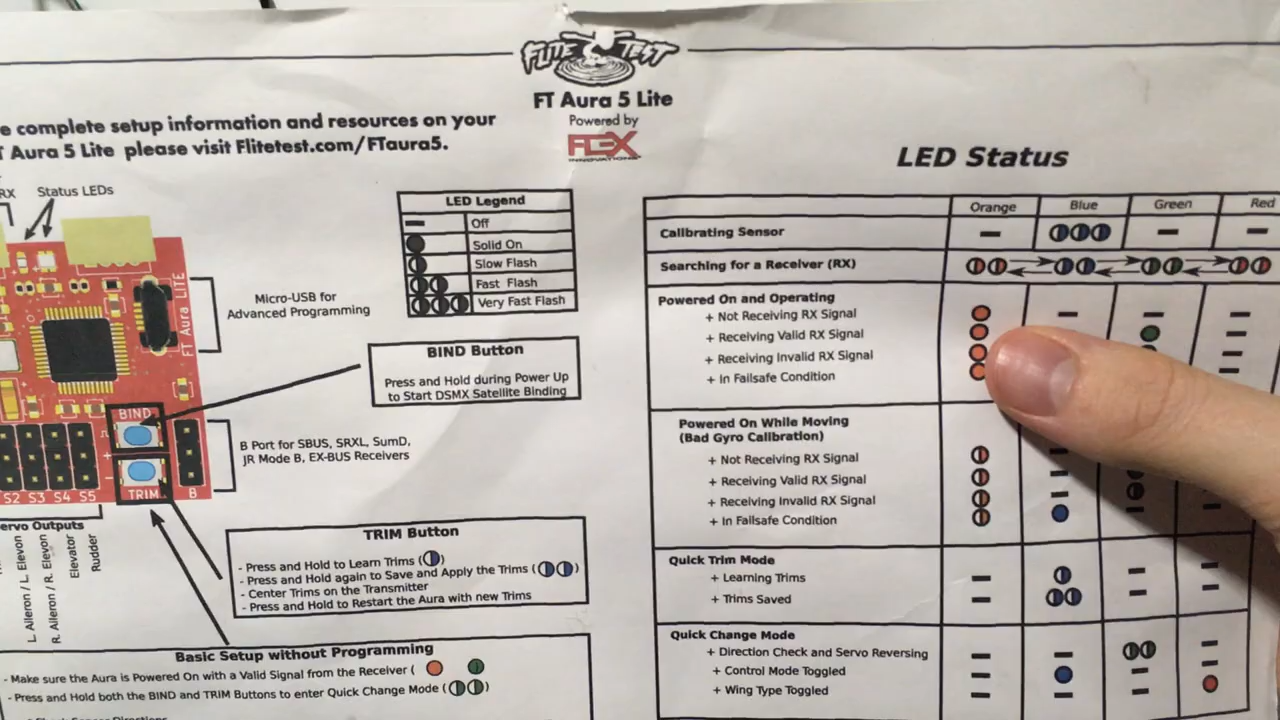 FLITE TEST
FT Aura 5 Lite
Powered by
FLEX
INNOVATIONS
e complete setup information and resources on your
T Aura 5 Lite please visit Flitetest.com/FTaura5.
RX
Status LEDs
FT Aura LITE
BIND
TRIM
S2 S3 S4 S5
B
Micro-USB for
Advanced Programming
LED Legend
Off
Solid On
Slow Flash
Fast Flash
Very Fast Flash
BIND Button
Press and Hold during Power Up
to Start DSMX Satellite Binding
B Port for SBUS, SRXL, SumD,
JR Mode B, EX-BUS Receivers
ervo Outputs
L. Aileron / L. Elevon
R. Aileron / R. Elevon
Elevator
Rudder
TRIM Button
- Press and Hold to Learn Trims ( )
- Press and Hold again to Save and Apply the Trims ( )
- Center Trims on the Transmitter
- Press and Hold to Restart the Aura with new Trims
Basic Setup without Programming
- Make sure the Aura is Powered On with a Valid Signal from the Receiver (
- Press and Hold both the BIND and TRIM Buttons to enter Quick Change Mode ( )
LED Status
Orange Blue Green Red
Calibrating Sensor
Searching for a Receiver (RX)
Powered On and Operating
+ Not Receiving RX Signal
+ Receiving Valid RX Signal
+ Receiving Invalid RX Signal
+ In Failsafe Condition
Powered On While Moving
(Bad Gyro Calibration)
+ Not Receiving RX Signal
+ Receiving Valid RX Signal
+ Receiving Invalid RX Signal
+ In Failsafe Condition
Quick Trim Mode
+ Learning Trims
+ Trims Saved
Quick Change Mode
+ Direction Check and Servo Reversing
+ Control Mode Toggled
+ Wing Type Toggled